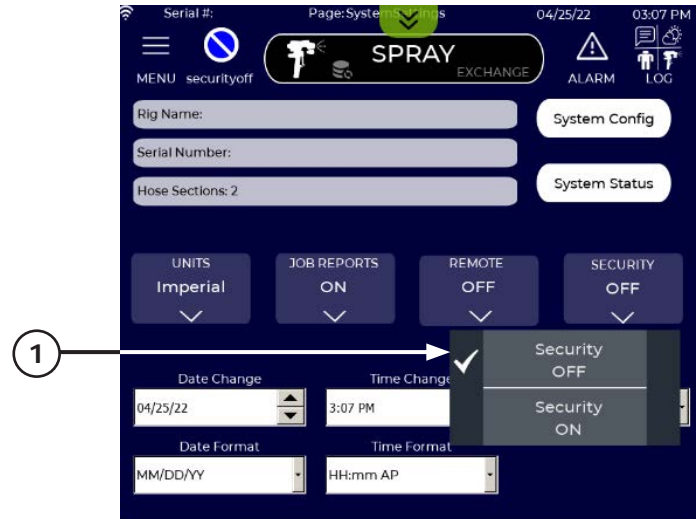 Serial #: Page:SystemSettings 04/25/22 03:07 PM
SPRAY
EXCHANGE
MENU securityoff ALARM LOG
Rig Name:
System Config
Serial Number:
Hose Sections: 2
System Status
UNITS JOB REPORTS REMOTE SECURITY
Imperial ON OFF OFF
1
Security
OFF
Security
ON
Date Change Time Change
04/25/22 3:07 PM
Date Format Time Format
MM/DD/YY HH:mm AP